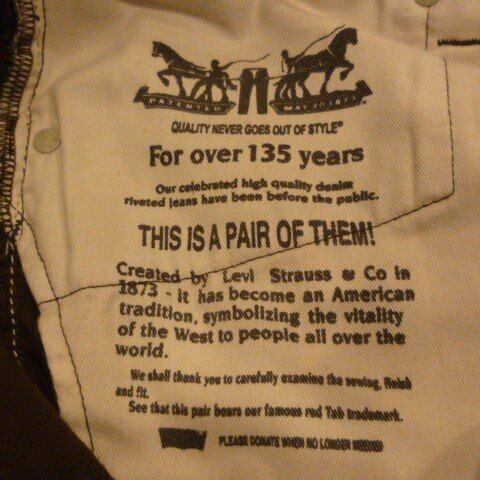 QUALITY NEVER GOES OUT OF STYLE®
For over 135 years
Our celebrated high quality denim
riveted jeans have been before the public.
THIS IS A PAIR OF THEM!
Created by Levi Strauss & Co in
1873 - it has become an American
tradition, symbolizing the vitality
of the West to people all over the
world.
We shall thank you to carefully examine the sewing, finish
and fit.
See that this pair bears our famous red Tab trademark.
PLEASE DONATE WHEN NO LONGER NEEDED